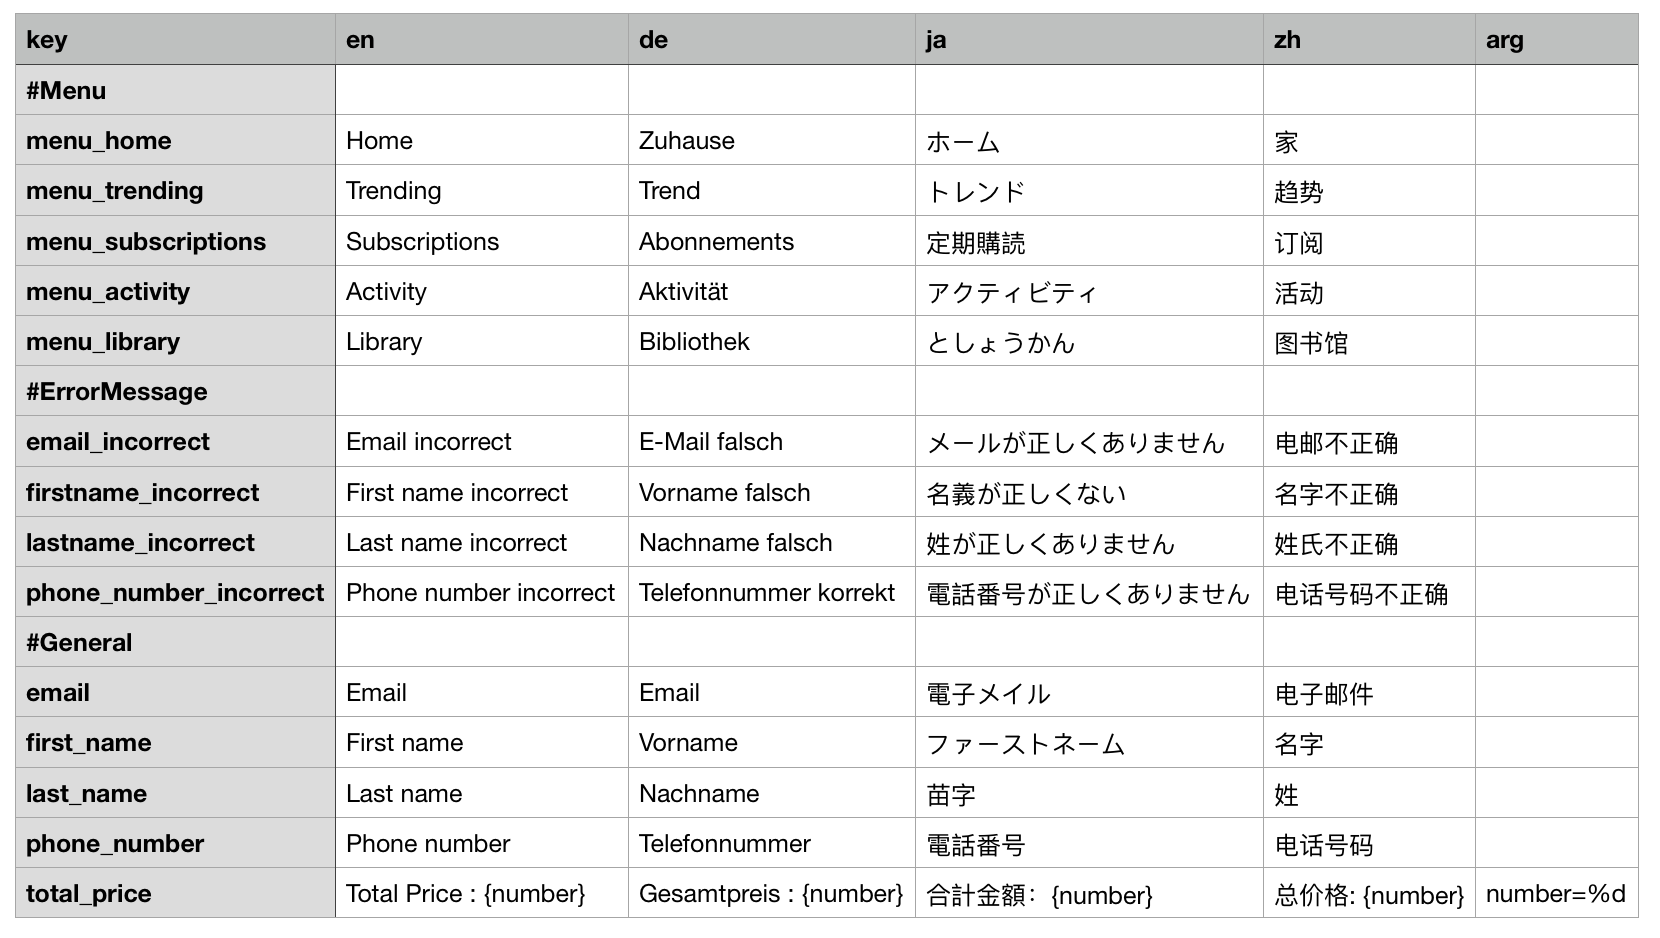 key en de ja zh arg
#Menu
menu_home Home Zuhause ホーム 家
menu_trending Trending Trend トレンド 趋势
menu_subscriptions Subscriptions Abonnements 定期購読 订阅
menu_activity Activity Aktivität アクティビティ 活动
menu_library Library Bibliothek としょうかん 图书馆
#ErrorMessage
email_incorrect Email incorrect E-Mail falsch メールが正しくありません 电邮不正确
firstname_incorrect First name incorrect Vorname falsch 名義が正しくない 名字不正确
lastname_incorrect Last name incorrect Nachname falsch 姓が正しくありません 姓氏不正确
phone_number_incorrect Phone number incorrect Telefonnummer korrekt 電話番号が正しくありません 电话号码不正确
#General
email Email Email 電子メイル 电子邮件
first_name First name Vorname ファーストネーム 名字
last_name Last name Nachname 苗字 姓
phone_number Phone number Telefonnummer 電話番号 电话号码
total_price Total Price : {number} Gesamtpreis : {number} 合計金額：{number} 总价格: {number} number=%d